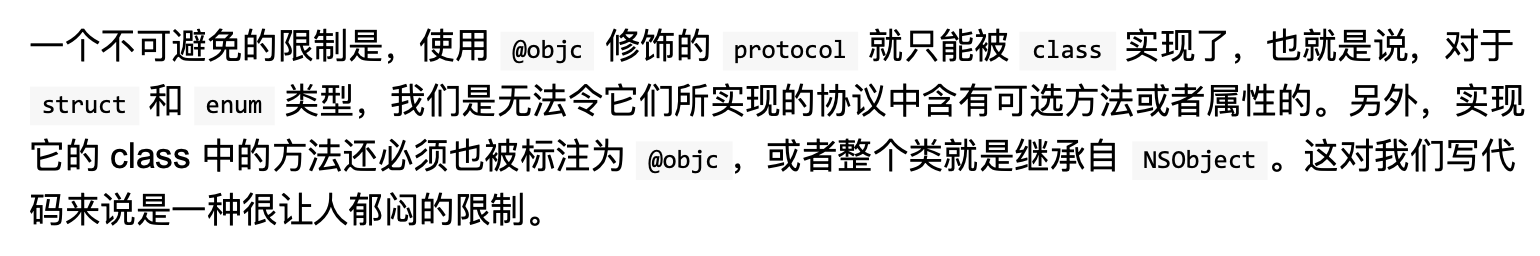 一个不可避免的限制是，使用 @objc 修饰的 protocol 就只能被 class 实现了，也就是说，对于
struct 和 enum 类型，我们是无法令它们所实现的协议中含有可选方法或者属性的。另外，实现
它的 class 中的方法还必须也被标注为 @objc，或者整个类就是继承自 NSObject。这对我们写代
码来说是一种很让人郁闷的限制。